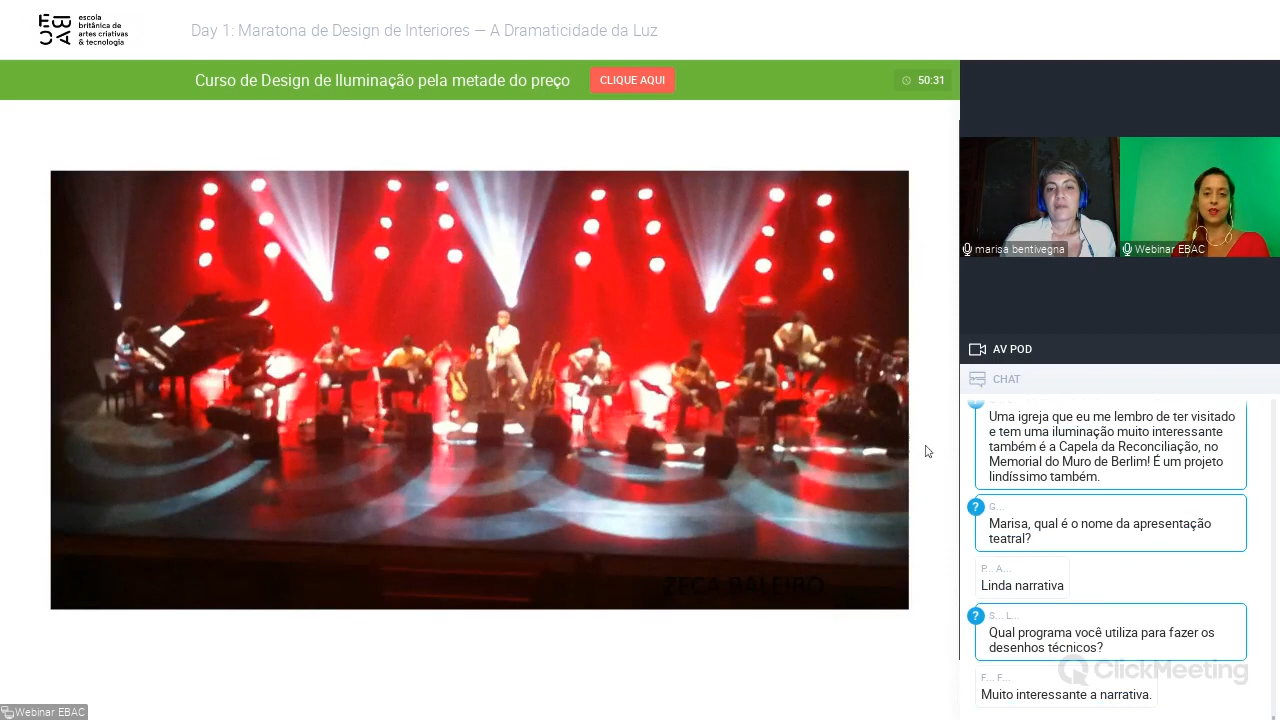 escola
britânica de
artes criativas
& tecnologia
EBAC
Day 1: Maratona de Design de Interiores — A Dramaticidade da Luz
Curso de Design de Iluminação pela metade do preço
CLIQUE AQUI
50:31
ZECA BALEIRO
marisa bentivegna
Webinar EBAC
AV POD
CHAT
Uma igreja que eu me lembro de ter visitado
e tem uma iluminação muito interessante
também é a Capela da Reconciliação, no
Memorial do Muro de Berlim! É um projeto
lindíssimo também.
?
G...
Marisa, qual é o nome da apresentação
teatral?
P... A...
Linda narrativa
?
S... L...
Qual programa você utiliza para fazer os
desenhos técnicos?
ClickMeeting
F... F...
Muito interessante a narrativa.
Webinar EBAC